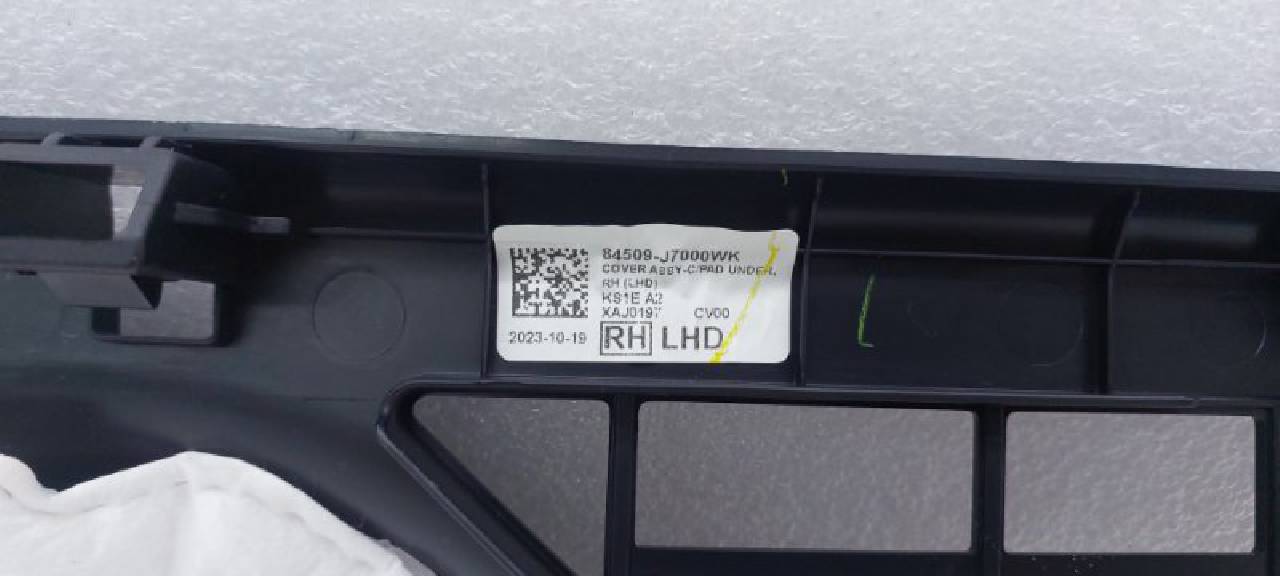 84509-J7000WK
COVER ASSY-C/PAD UNDER,
RH (LHD)
KS1E A2
XAJ0197 CV00
2023-10-19 RH LHD